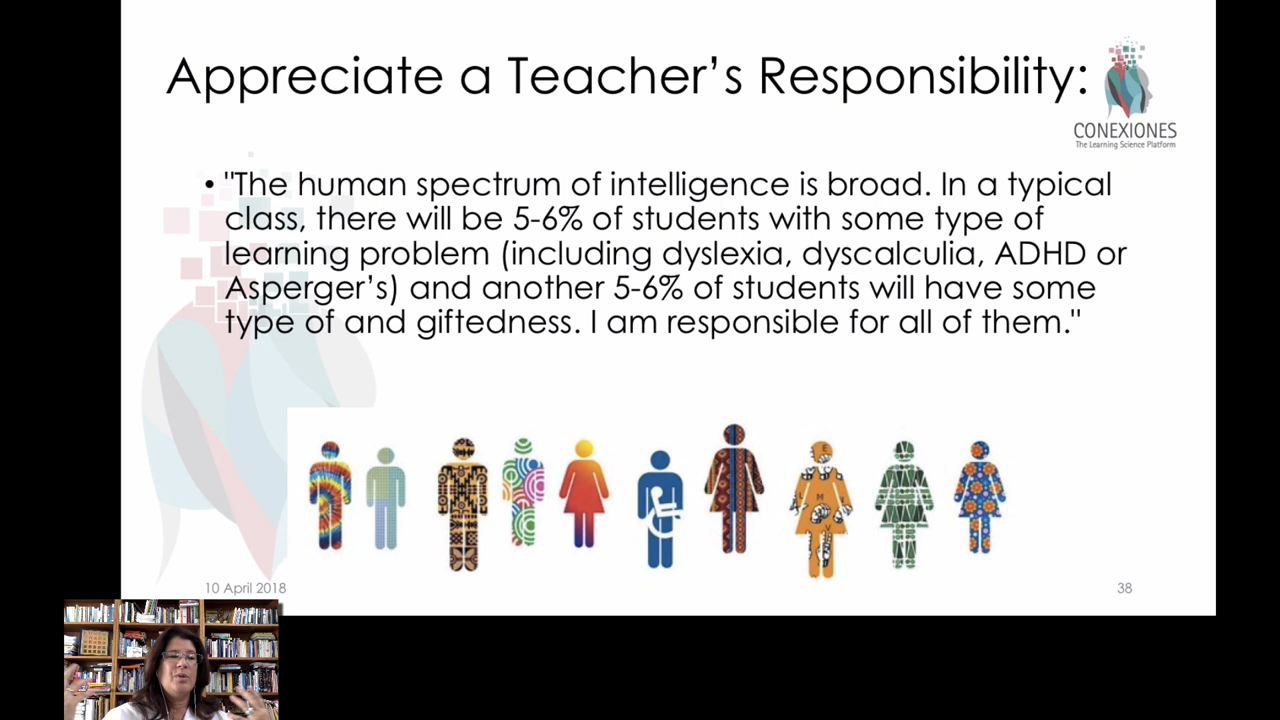 Appreciate a Teacher's Responsibility:
CONEXIONES
The Learning Science Platform
• "The human spectrum of intelligence is broad. In a typical
class, there will be 5-6% of students with some type of
learning problem (including dyslexia, dyscalculia, ADHD or
Asperger's) and another 5-6% of students will have some
type of and giftedness. I am responsible for all of them."
10 April 2018
38